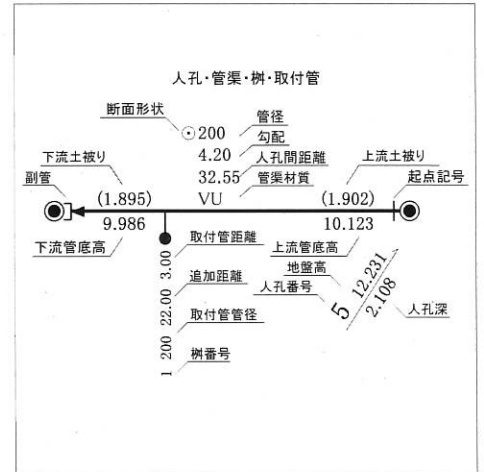 人孔・管渠・桝・取付管
断面形状
200
管径
4.20
勾配
32.55
人孔間距離
VU
管渠材質
下流土被り
上流土被り
副管
起点記号
(1.895)
(1.902)
9.986
10.123
下流管底高
上流管底高
取付管距離
3.00
追加距離
22.00
取付管管径
200
桝番号
1
地盤高
12.231
人孔番号
5
2.108
人孔深